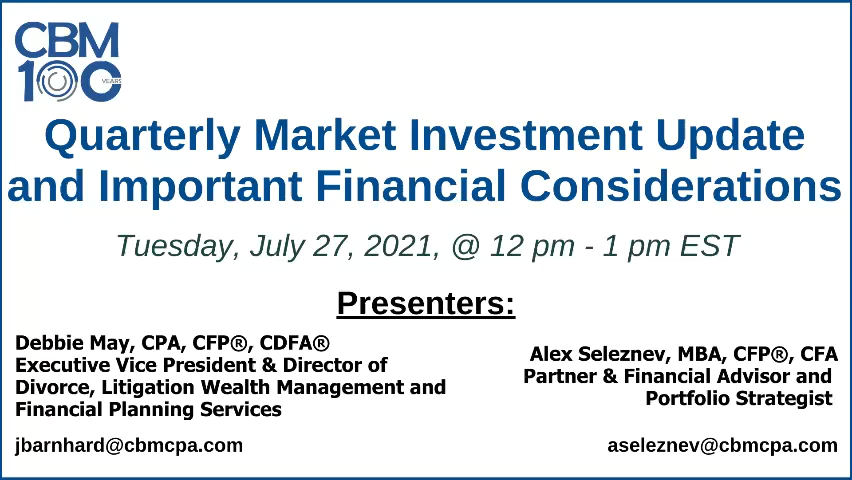 CBM
100
YEARS
Quarterly Market Investment Update
and Important Financial Considerations
Tuesday, July 27, 2021, @ 12 pm - 1 pm EST
Presenters:
Debbie May, CPA, CFP®, CDFA®
Executive Vice President & Director of
Divorce, Litigation Wealth Management and
Financial Planning Services
jbarnhard@cbmcpa.com
Alex Seleznev, MBA, CFP®, CFA
Partner & Financial Advisor and
Portfolio Strategist
aseleznev@cbmcpa.com